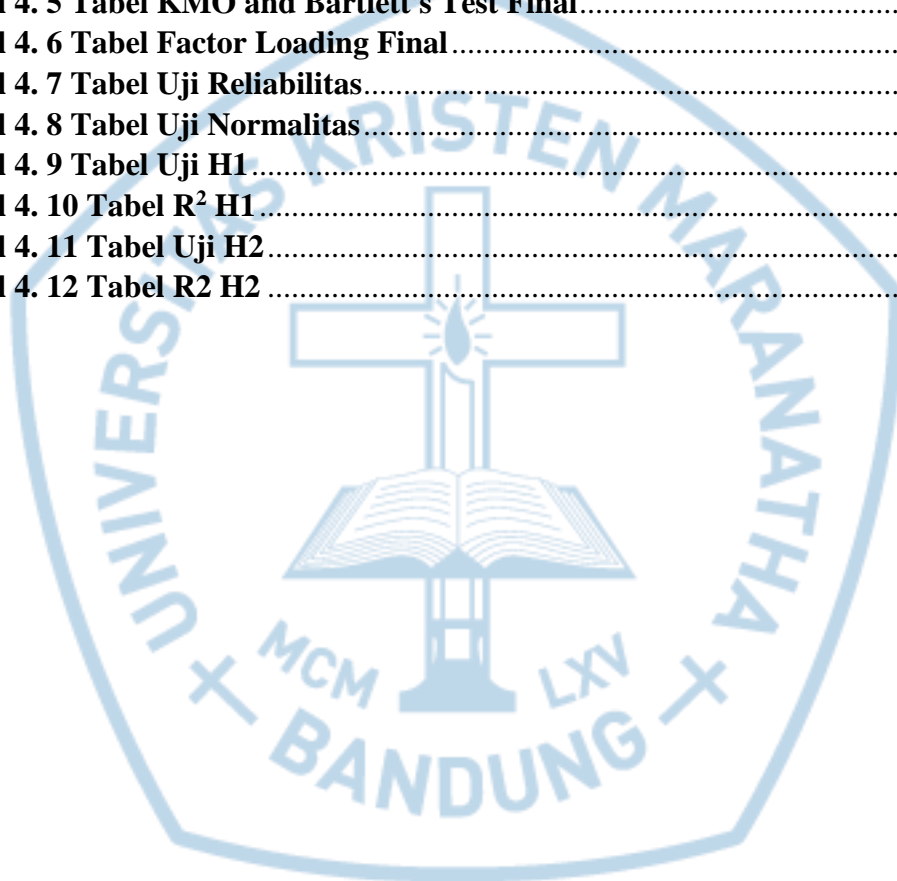 l 4. 5 Tabel KMO and Bartlett's Test Final
l 4. 6 Tabel Factor Loading Final
l 4. 7 Tabel Uji Reliabilitas
l 4. 8 Tabel Uji Normalitas
l 4. 9 Tabel Uji H1
l 4. 10 Tabel R² H1
l 4. 11 Tabel Uji H2
l 4. 12 Tabel R2 H2
UNIVERSITAS KRISTEN MARANATHA
MCM LXV
BANDUNG